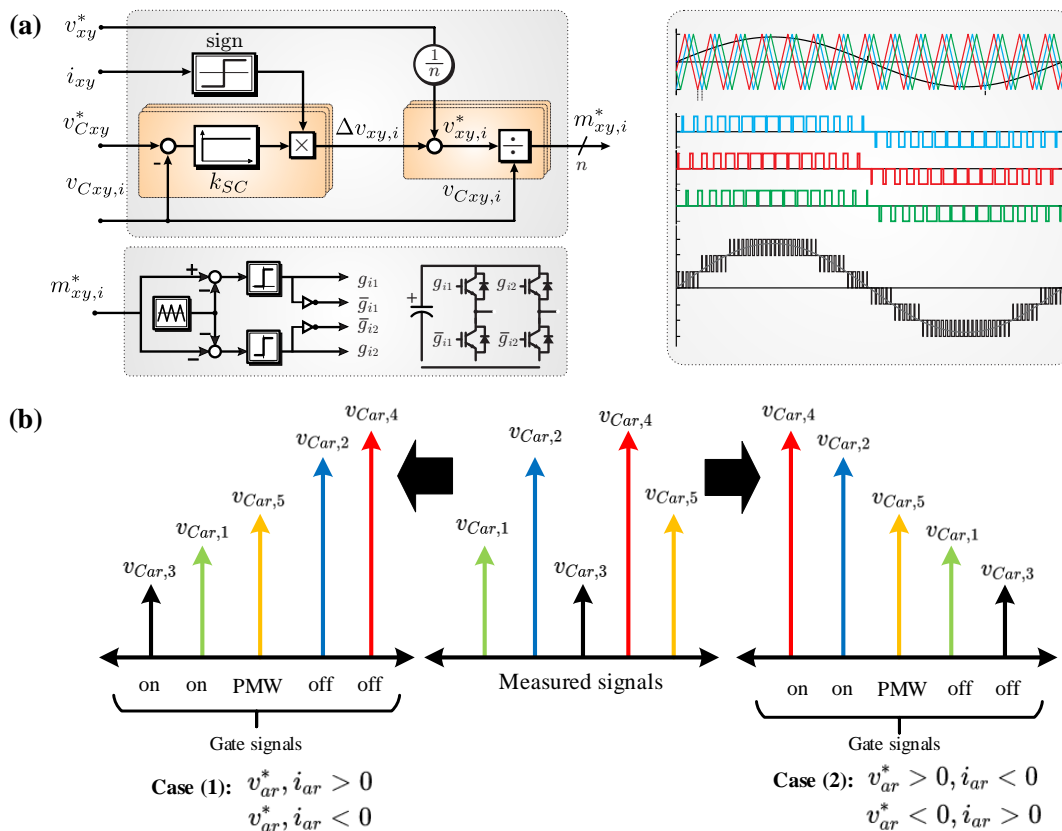 (a)
v*xy
sign
1/n
ixy
v*Cxy
-
kSC
×
Δvxy,i
v*xy,i
÷
m*xy,i
n
vCxy,i
vCxy,i
m*xy,i
+
−
−
−
gi1
g̅i1
g̅i2
gi2
+
gi1
gi2
g̅i1
g̅i2
(b)
vCar,3
vCar,1
vCar,5
vCar,2
vCar,4
on on PMW off off
Gate signals
Case (1): v*ar, iar > 0
v*ar, iar < 0
vCar,1
vCar,2
vCar,3
vCar,4
vCar,5
Measured signals
vCar,4
vCar,2
vCar,5
vCar,1
vCar,3
on on PMW off off
Gate signals
Case (2): v*ar > 0, iar < 0
v*ar < 0, iar > 0